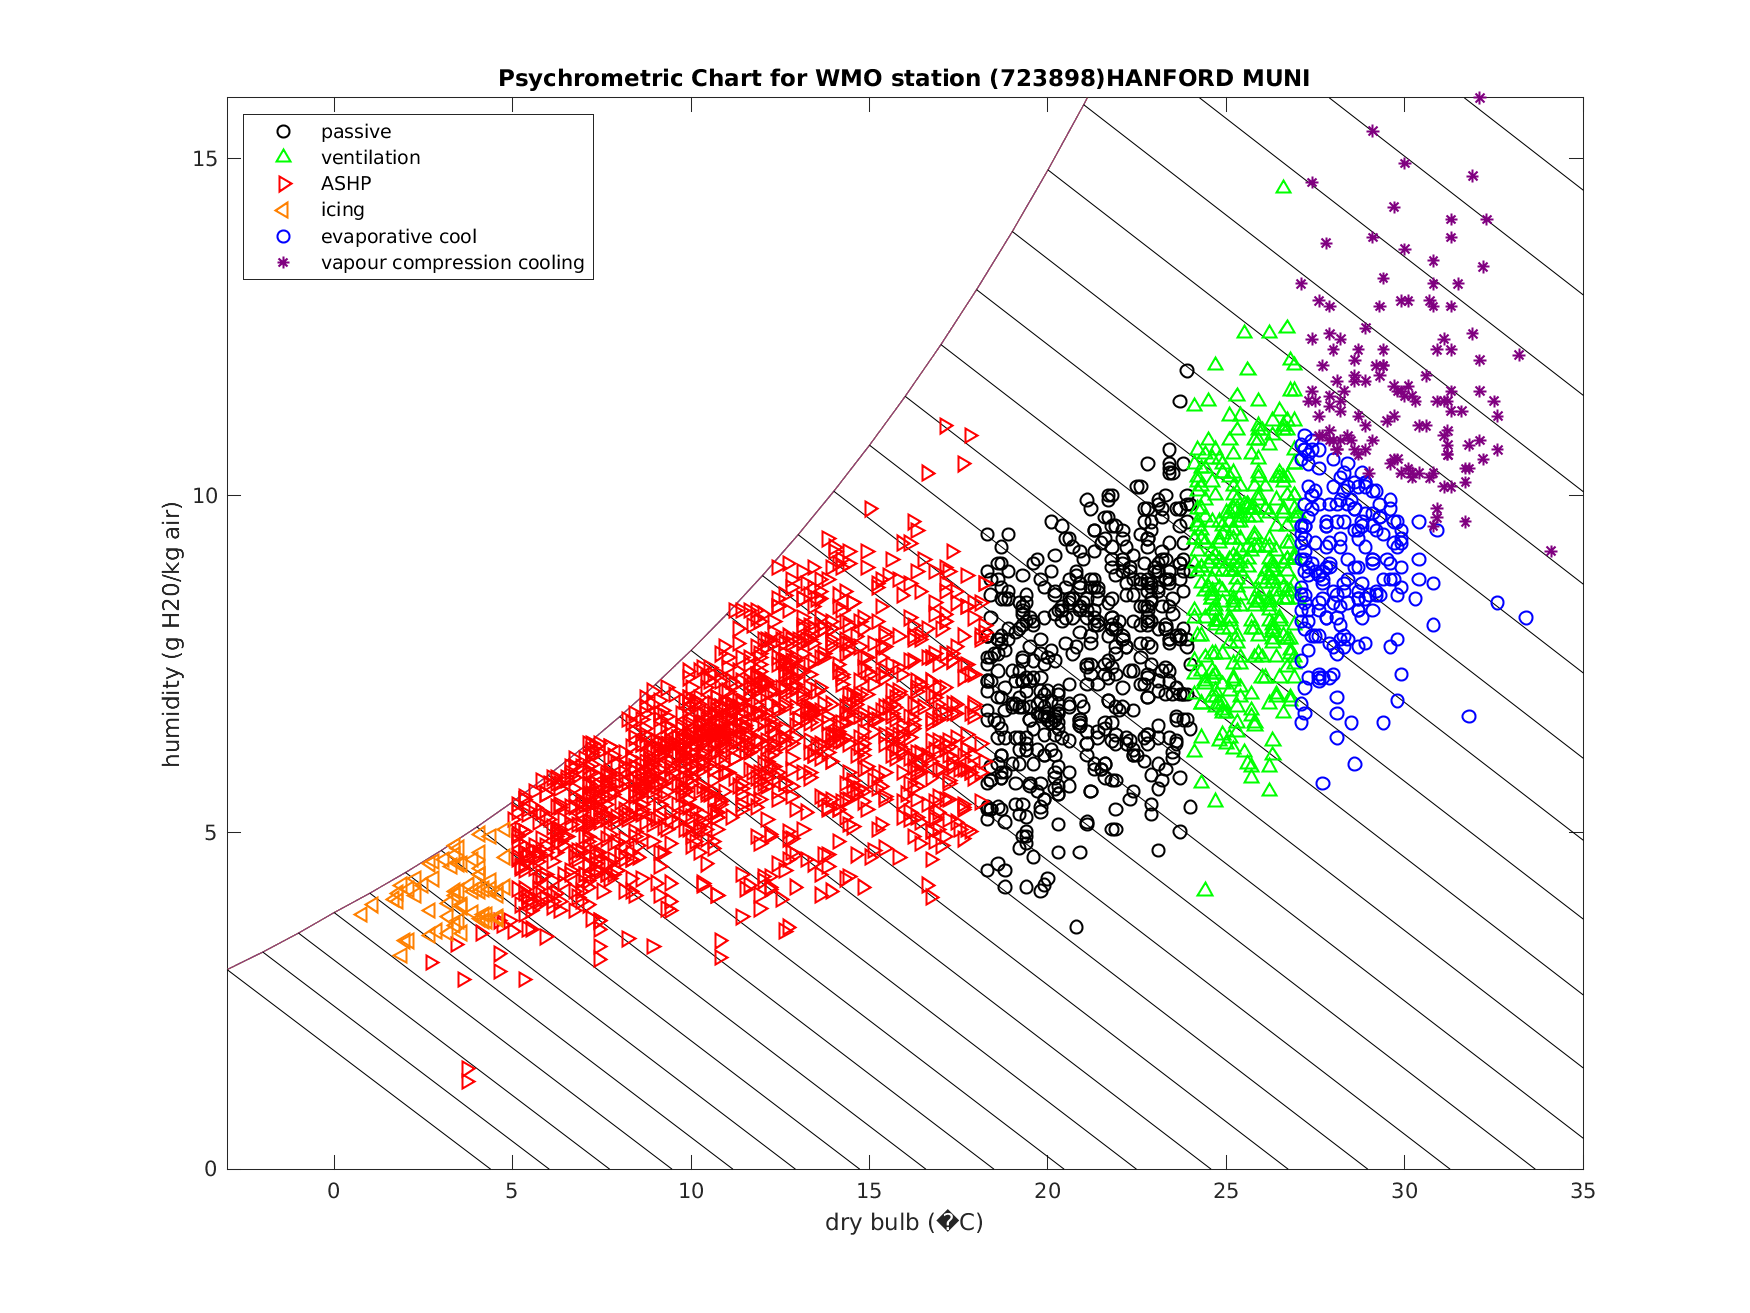 Psychrometric Chart for WMO station (723898)HANFORD MUNI
passive
ventilation
ASHP
icing
evaporative cool
vapour compression cooling
humidity (g H20/kg air)
15
10
5
0
0 5 10 15 20 25 30 35
dry bulb (�C)